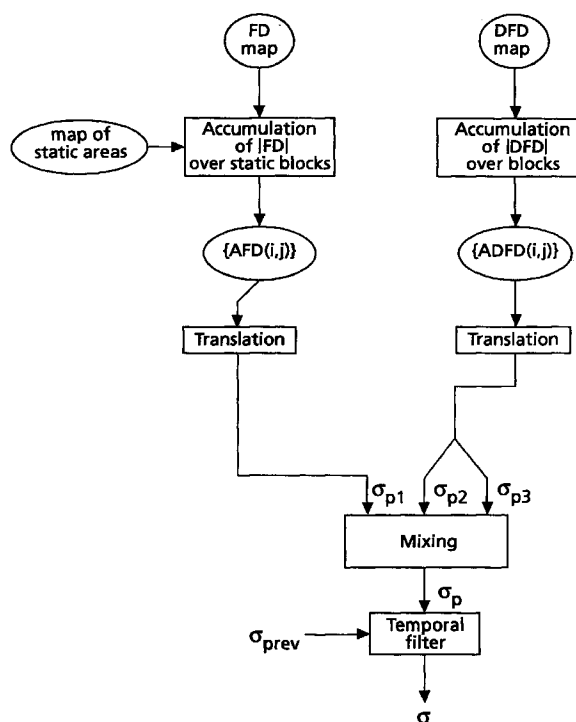 FD
map
DFD
map
map of
static areas
Accumulation
of |FD|
over static blocks
Accumulation
of |DFD|
over blocks
{AFD(i,j)}
{ADFD(i,j)}
Translation
Translation
σp1
σp2
σp3
Mixing
σp
σprev
Temporal
filter
σ